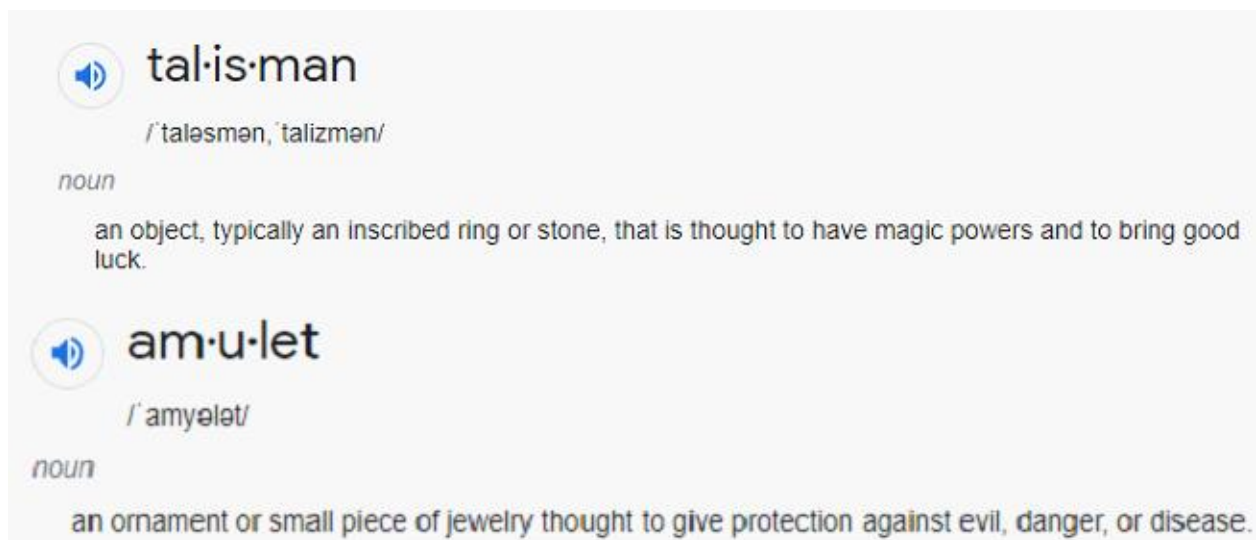 tal·is·man
/ˈtaləsmən,ˈtalizmən/
noun
an object, typically an inscribed ring or stone, that is thought to have magic powers and to bring good
luck.
am·u·let
/ˈamyələt/
noun
an ornament or small piece of jewelry thought to give protection against evil, danger, or disease.